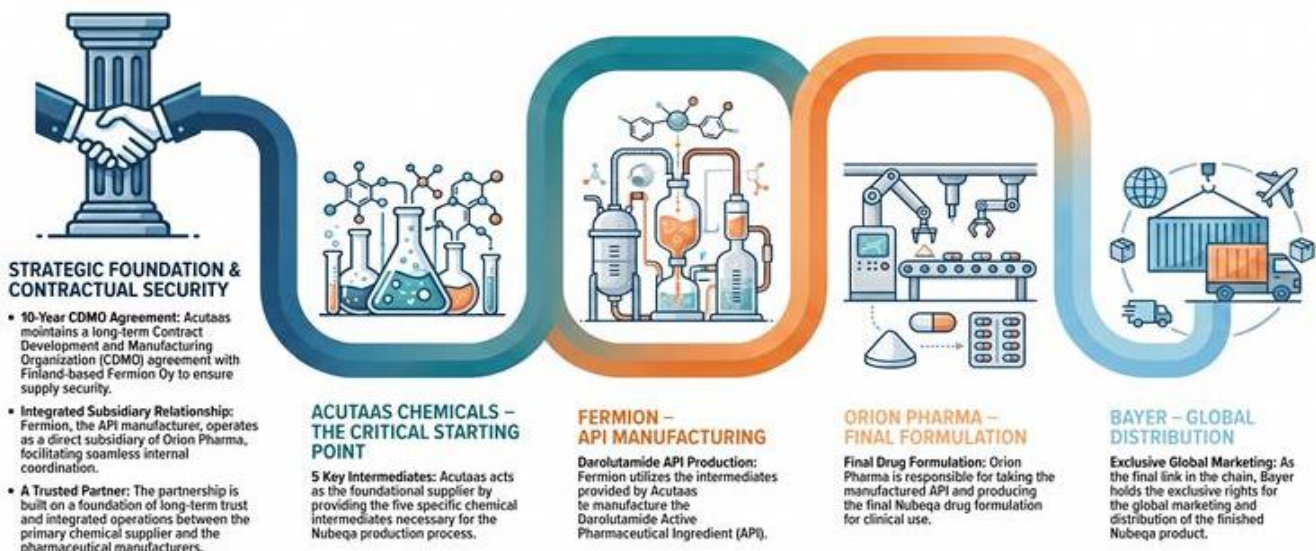 STRATEGIC FOUNDATION &
CONTRACTUAL SECURITY
• 10-Year CDMO Agreement: Acutaas
mointains a long-term Contract
Development and Manufacturing
Organization (CDMO) agreement with
Finland-based Fermion Oy to ensure
supply security.
• Integrated Subsidiary Relationship:
Fermion, the API manufacturer, operates
as a direct subsidiary of Orion Pharma,
facilitating soamless internal
coordination.
• A Trusted Partner: The partnership is
built on a foundation of long-term trust
and integrated operations between the
primary chemical supplier and the
pharmaceutical manufacturers.
ACUTAAS CHEMICALS –
THE CRITICAL STARTING
POINT
5 Key Intermediates: Acutaas acts
as the foundational supplier by
providing the five specific chemical
intermediates necessary for the
Nubeqa production process.
FERMION –
API MANUFACTURING
Darolutamide API Production:
Fermion utilizes the intermediates
provided by Acutaas
te manufacture the
Darolutamide Active
Pharmaceutical Ingredient (API).
ORION PHARMA –
FINAL FORMULATION
Final Drug Formulation: Orion
Pharma is responsible for taking the
manufactured API and producing
the final Nubeqa drug formulation
for clinical use.
BAYER – GLOBAL
DISTRIBUTION
Exclusive Global Marketing: As
the final link in the chain, Bayer
holds the exclusive rights for
the global marketing and
distribution of the finished
Nubeqa product.